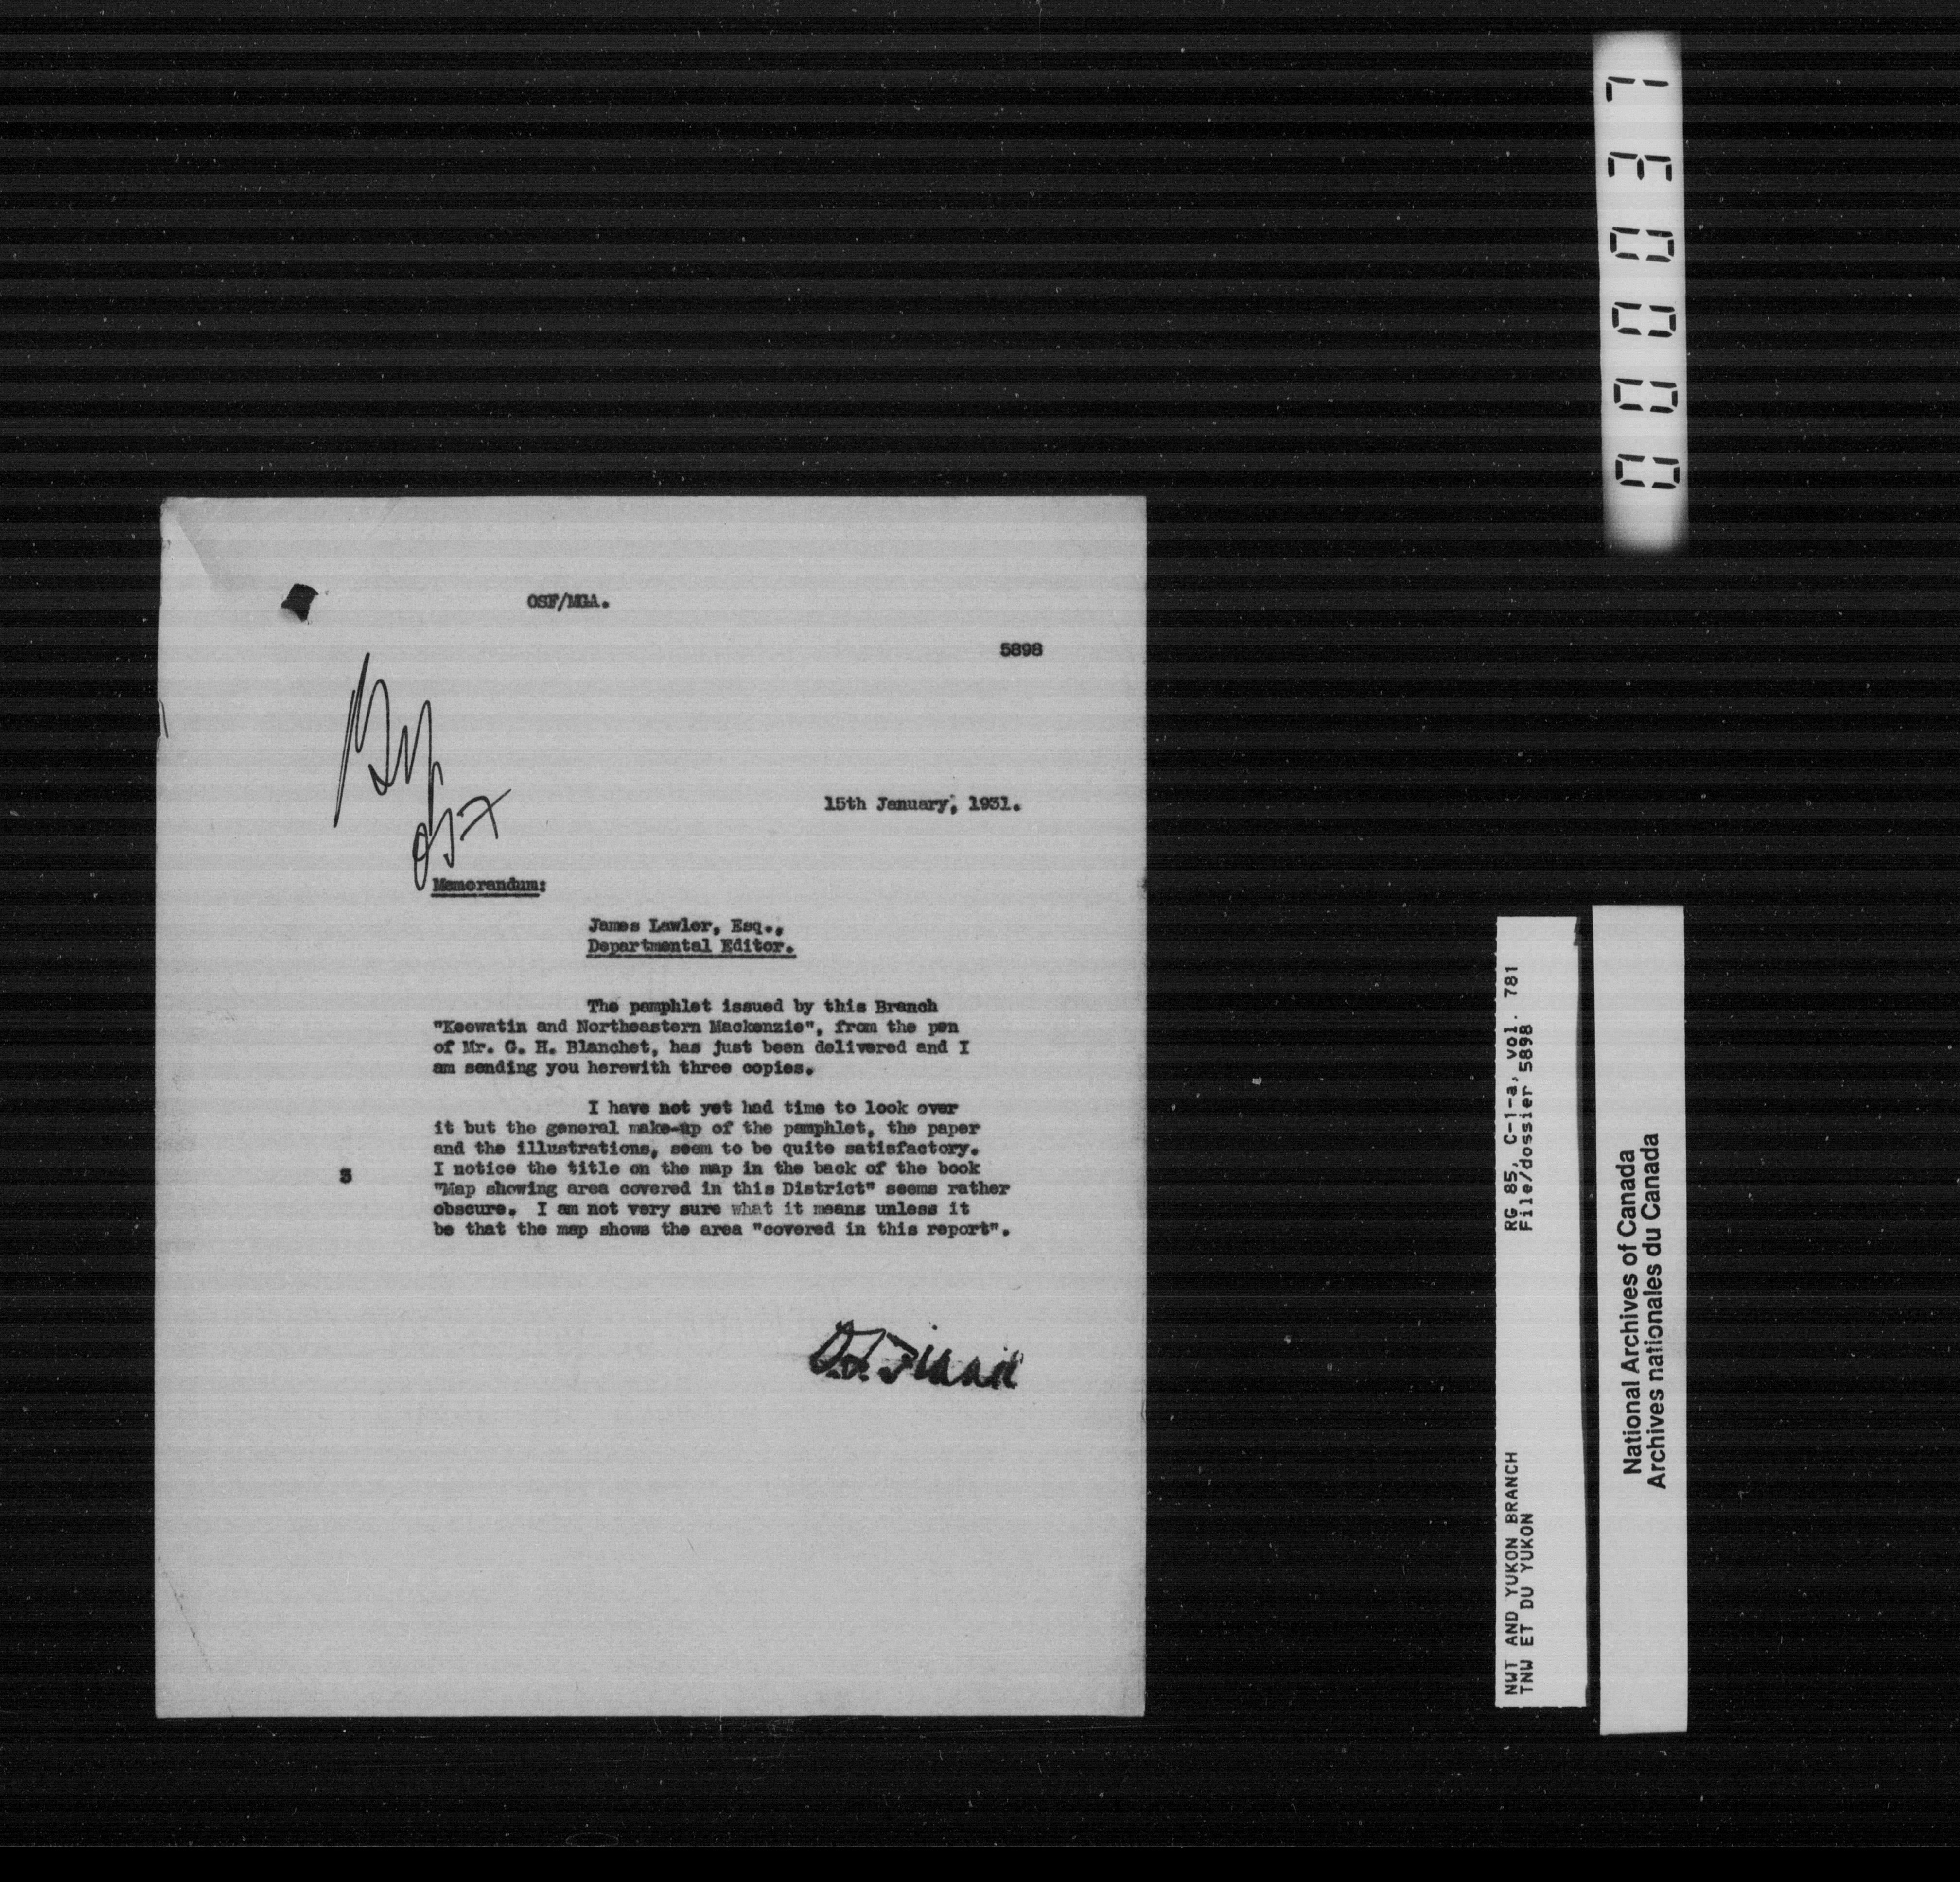 OSF/MGA.
5898
15th January, 1931.
Memorandum:
James Lawler, Esq.,
Departmental Editor.
The pamphlet issued by this Branch
"Keewatin and Northeastern Mackenzie", from the pen
of Mr. G. H. Blanchet, has just been delivered and I
am sending you herewith three copies.
I have not yet had time to look over
it but the general make-up of the pamphlet, the paper
and the illustrations, seem to be quite satisfactory.
I notice the title on the map in the back of the book
3
"Map showing area covered in this District" seems rather
obscure. I am not very sure what it means unless it
be that the map shows the area "covered in this report".
000037
RG 85, C-1-a, vol. 781
File/dossier 5898
NWT AND YUKON BRANCH
TNW ET DU YUKON
National Archives of Canada
Archives nationales du Canada